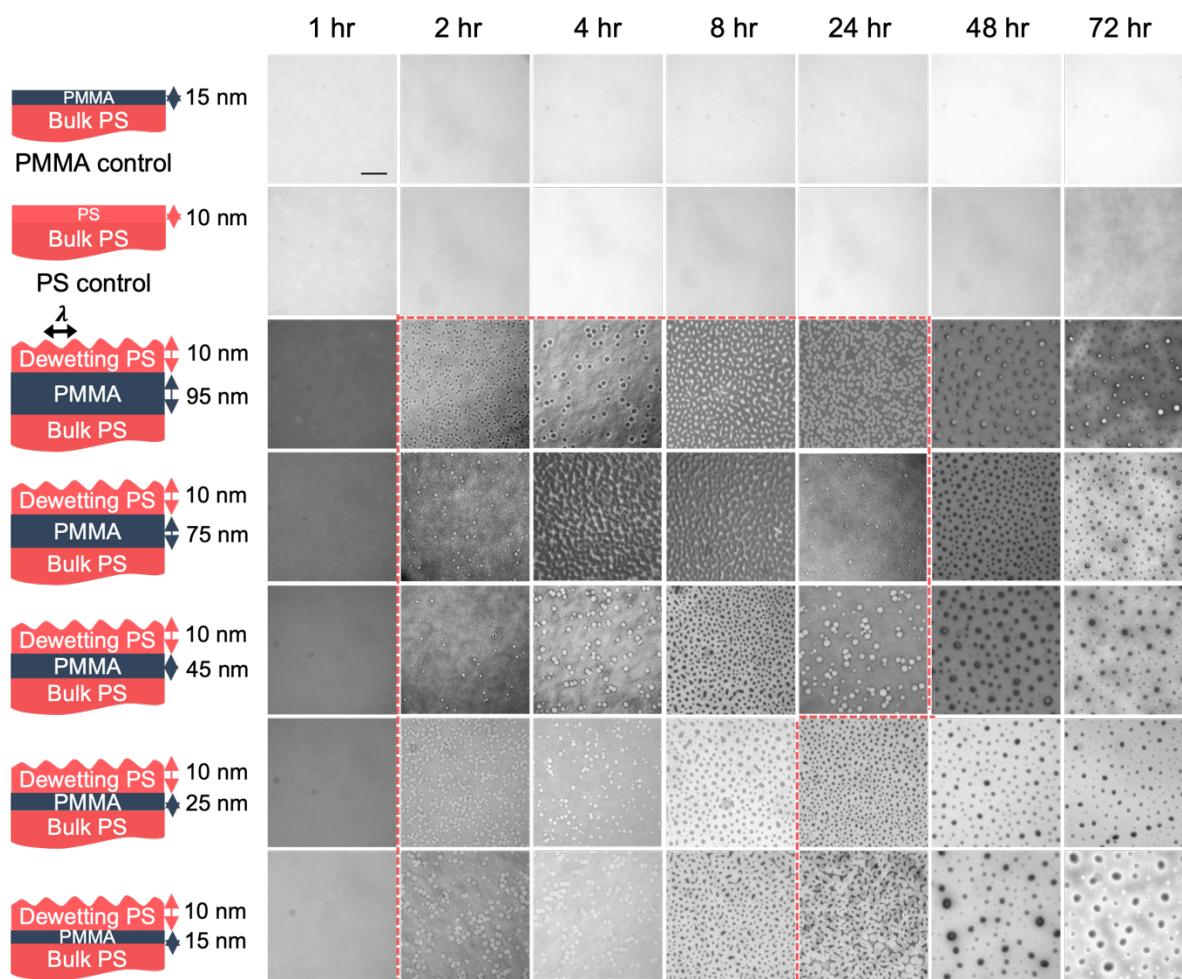 1 hr 2 hr 4 hr 8 hr 24 hr 48 hr 72 hr
PMMA 15 nm
Bulk PS
PMMA control
PS 10 nm
Bulk PS
PS control
λ
Dewetting PS 10 nm
PMMA 95 nm
Bulk PS
Dewetting PS 10 nm
PMMA 75 nm
Bulk PS
Dewetting PS 10 nm
PMMA 45 nm
Bulk PS
Dewetting PS 10 nm
PMMA 25 nm
Bulk PS
Dewetting PS 10 nm
PMMA 15 nm
Bulk PS